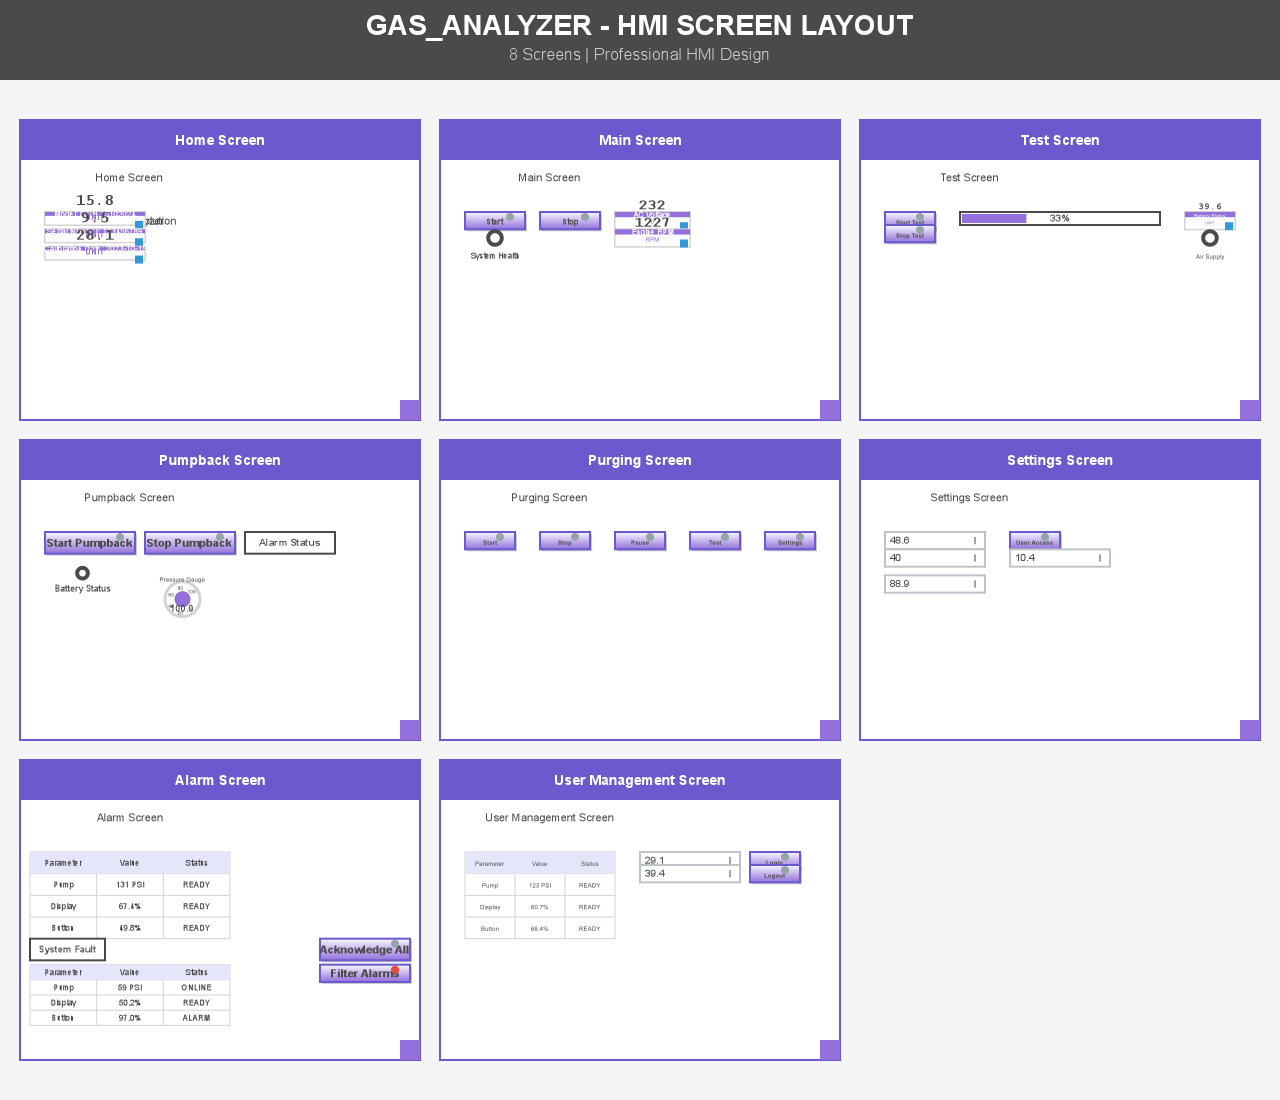 GAS_ANALYZER - HMI SCREEN LAYOUT
8 Screens | Professional HMI Design
Home Screen
Home Screen
15.8
9.5
28.1
UNIT
Main Screen
Main Screen
Start
Stop
232
AC Voltage
1227
Engine RPM
RPM
System Health
Test Screen
Test Screen
Start Test
Stop Test
33%
39.6
Battery Status
UNIT
Air Supply
Pumpback Screen
Pumpback Screen
Start Pumpback
Stop Pumpback
Alarm Status
Battery Status
Pressure Gauge
100.0
Purging Screen
Purging Screen
Start
Stop
Pause
Test
Settings
Settings Screen
Settings Screen
48.6
40
88.9
User Access
10.4
Alarm Screen
Alarm Screen
Parameter Value Status
Pump 131 PSI READY
Display 67.4% READY
Button 49.8% READY
System Fault
Acknowledge All
Filter Alarms
Parameter Value Status
Pump 59 PSI ONLINE
Display 50.2% READY
Button 97.0% ALARM
User Management Screen
User Management Screen
Parameter Value Status
Pump 123 PSI READY
Display 60.7% READY
Button 68.4% READY
29.1
39.4
Login
Logout